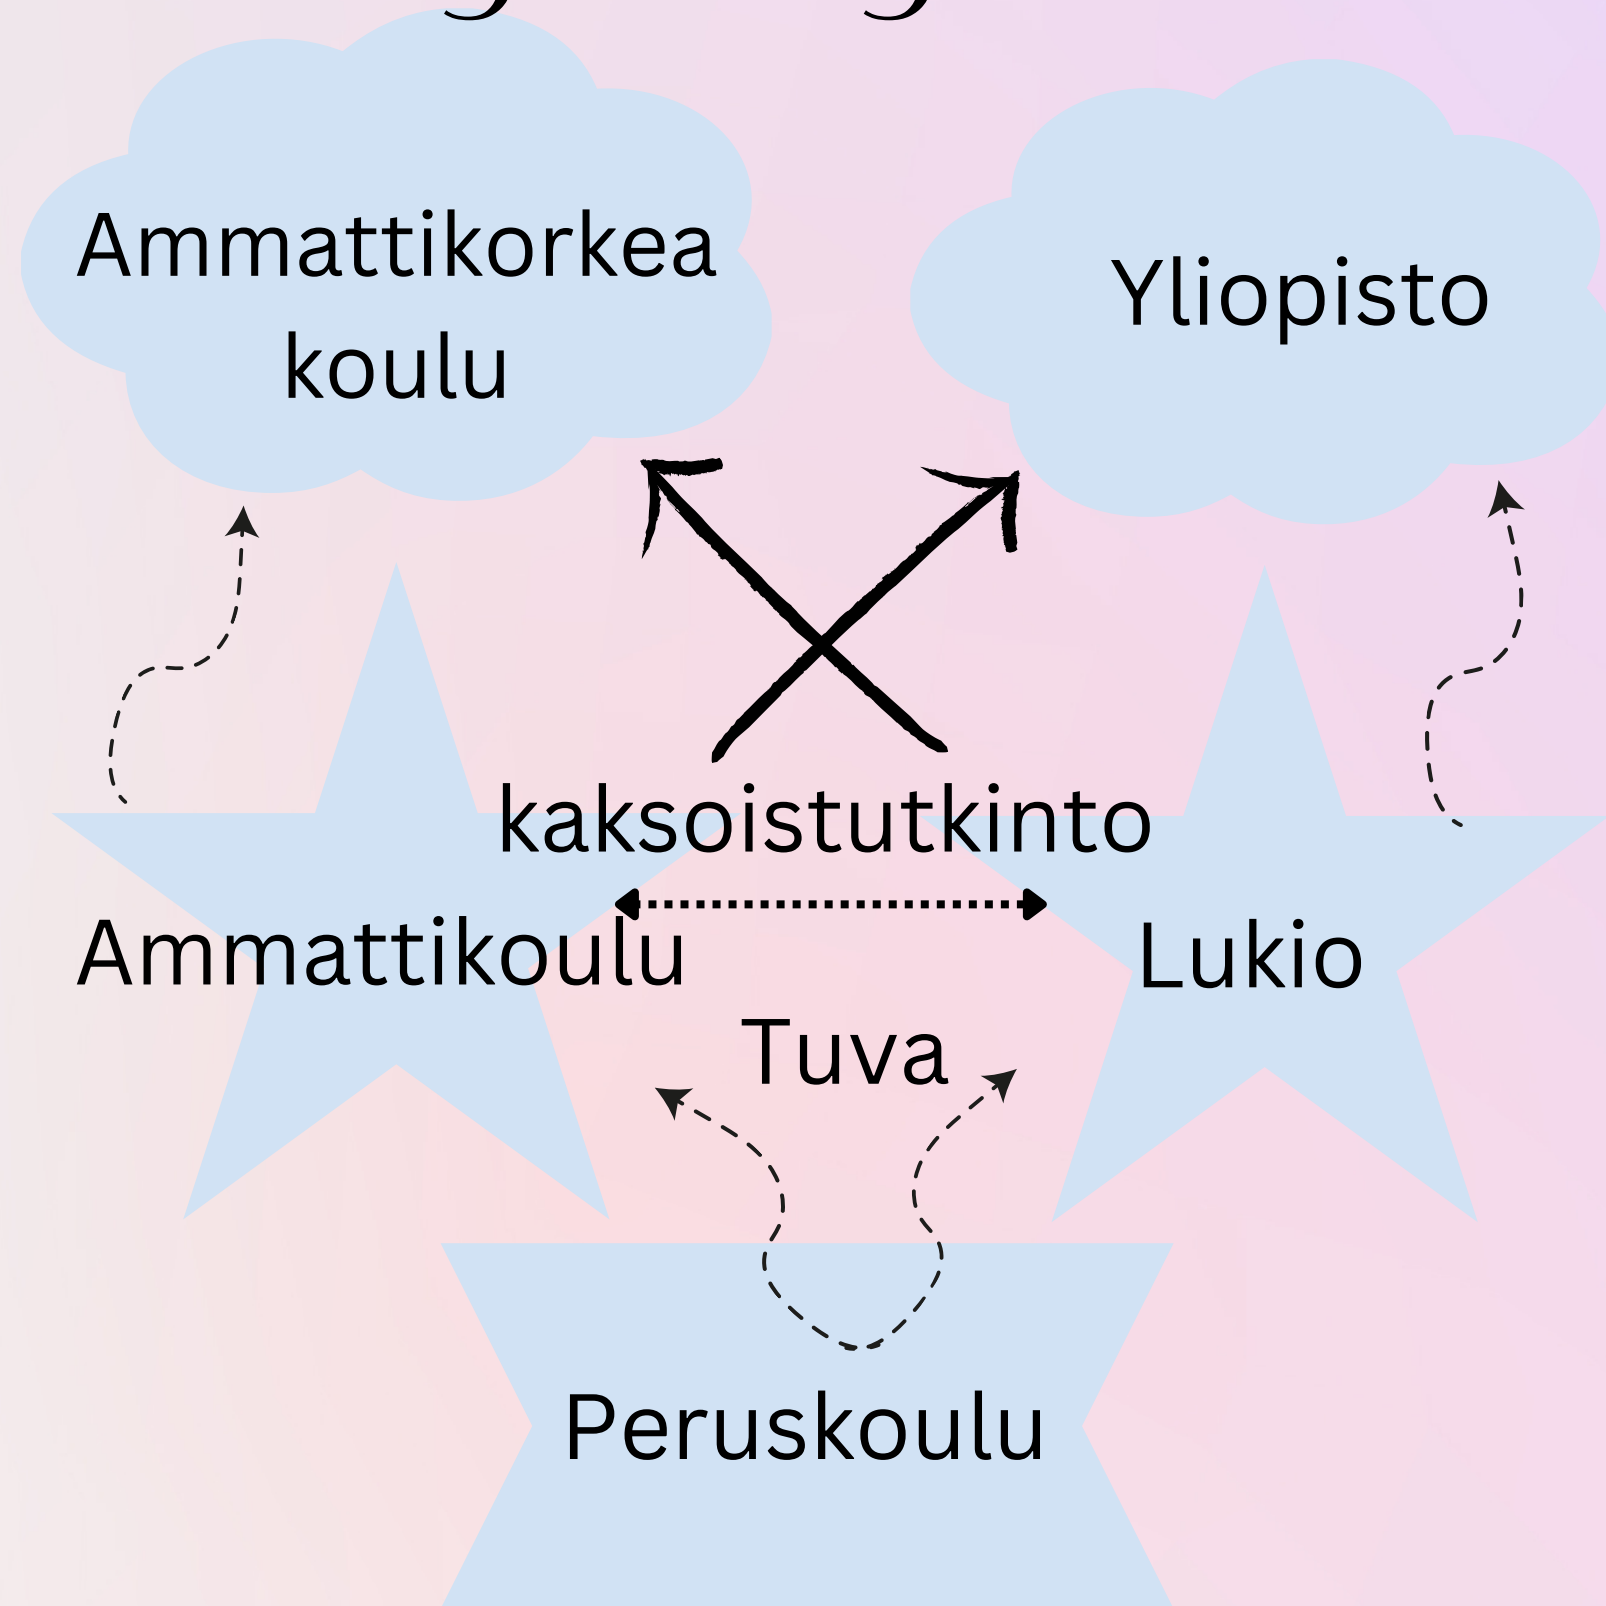 Ammattikorkea
koulu
Yliopisto
kaksoistutkinto
Ammattikoulu
Lukio
Tuva
Peruskoulu